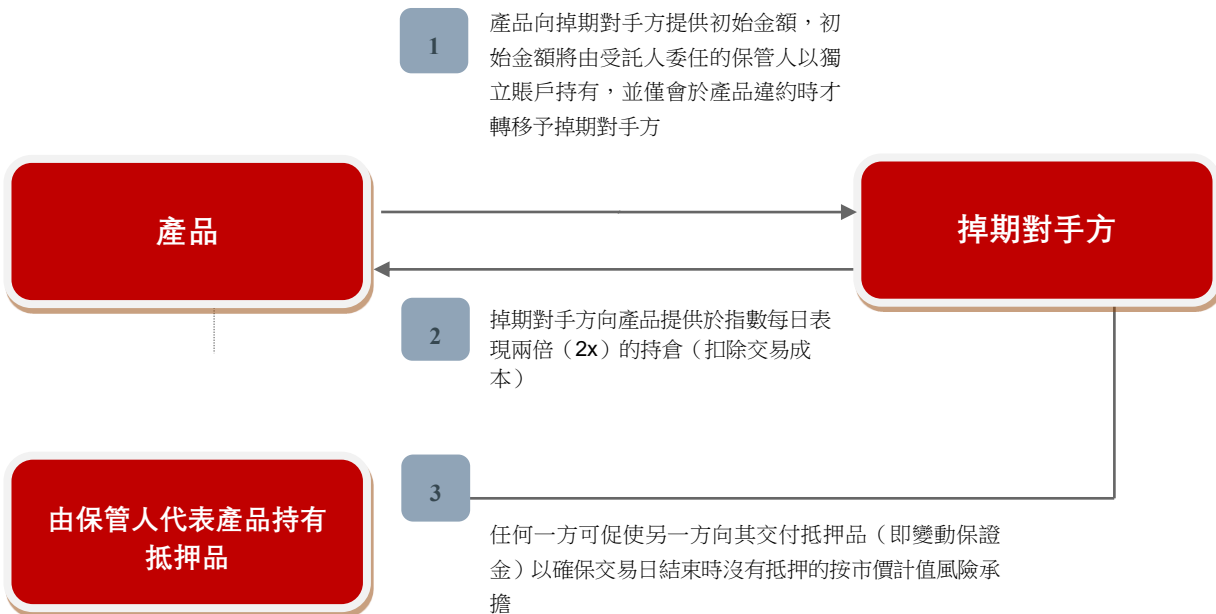 1
產品向掉期對手方提供初始金額，初
始金額將由受託人委任的保管人以獨
立賬戶持有，並僅會於產品違約時才
轉移予掉期對手方
產品
掉期對手方
2
掉期對手方向產品提供於指數每日表
現兩倍（2x）的持倉（扣除交易成
本）
3
由保管人代表產品持有
抵押品
任何一方可促使另一方向其交付抵押品（即變動保證
金）以確保交易日結束時沒有抵押的按市價計值風險承
擔